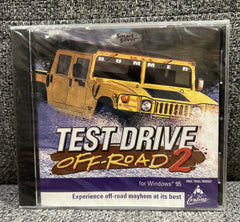 HUMMER
TEST DRIVE
OFF-ROAD 2
for Windows 95
Experience off-road mayhem at its best